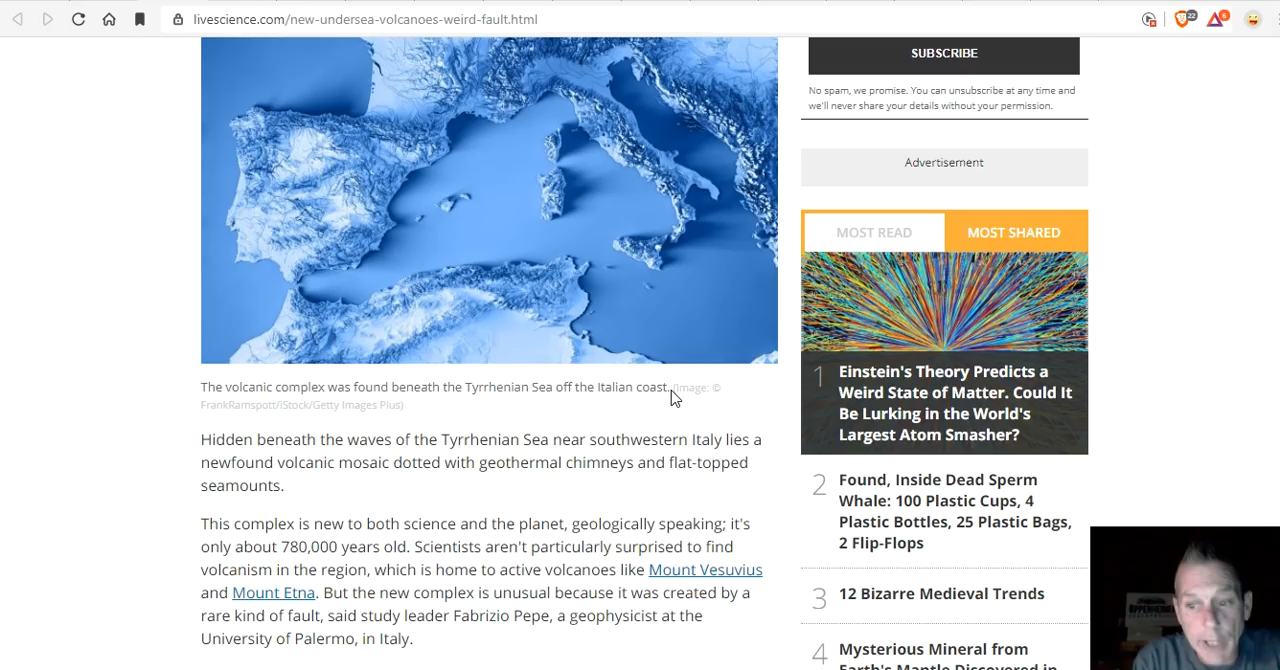 livescience.com/new-undersea-volcanoes-weird-fault.html
22
6
SUBSCRIBE
No spam, we promise. You can unsubscribe at any time and
we'll never share your details without your permission.
Advertisement
MOST READ
MOST SHARED
1
Einstein's Theory Predicts a
Weird State of Matter. Could It
Be Lurking in the World's
Largest Atom Smasher?
2
Found, Inside Dead Sperm
Whale: 100 Plastic Cups, 4
Plastic Bottles, 25 Plastic Bags,
2 Flip-Flops
3
12 Bizarre Medieval Trends
4
Mysterious Mineral from
Earth's Mantle Discovered in
The volcanic complex was found beneath the Tyrrhenian Sea off the Italian coast. (Image: ©
FrankRamspott/iStock/Getty Images Plus)
Hidden beneath the waves of the Tyrrhenian Sea near southwestern Italy lies a
newfound volcanic mosaic dotted with geothermal chimneys and flat-topped
seamounts.
This complex is new to both science and the planet, geologically speaking; it's
only about 780,000 years old. Scientists aren't particularly surprised to find
volcanism in the region, which is home to active volcanoes like Mount Vesuvius
and Mount Etna. But the new complex is unusual because it was created by a
rare kind of fault, said study leader Fabrizio Pepe, a geophysicist at the
University of Palermo, in Italy.